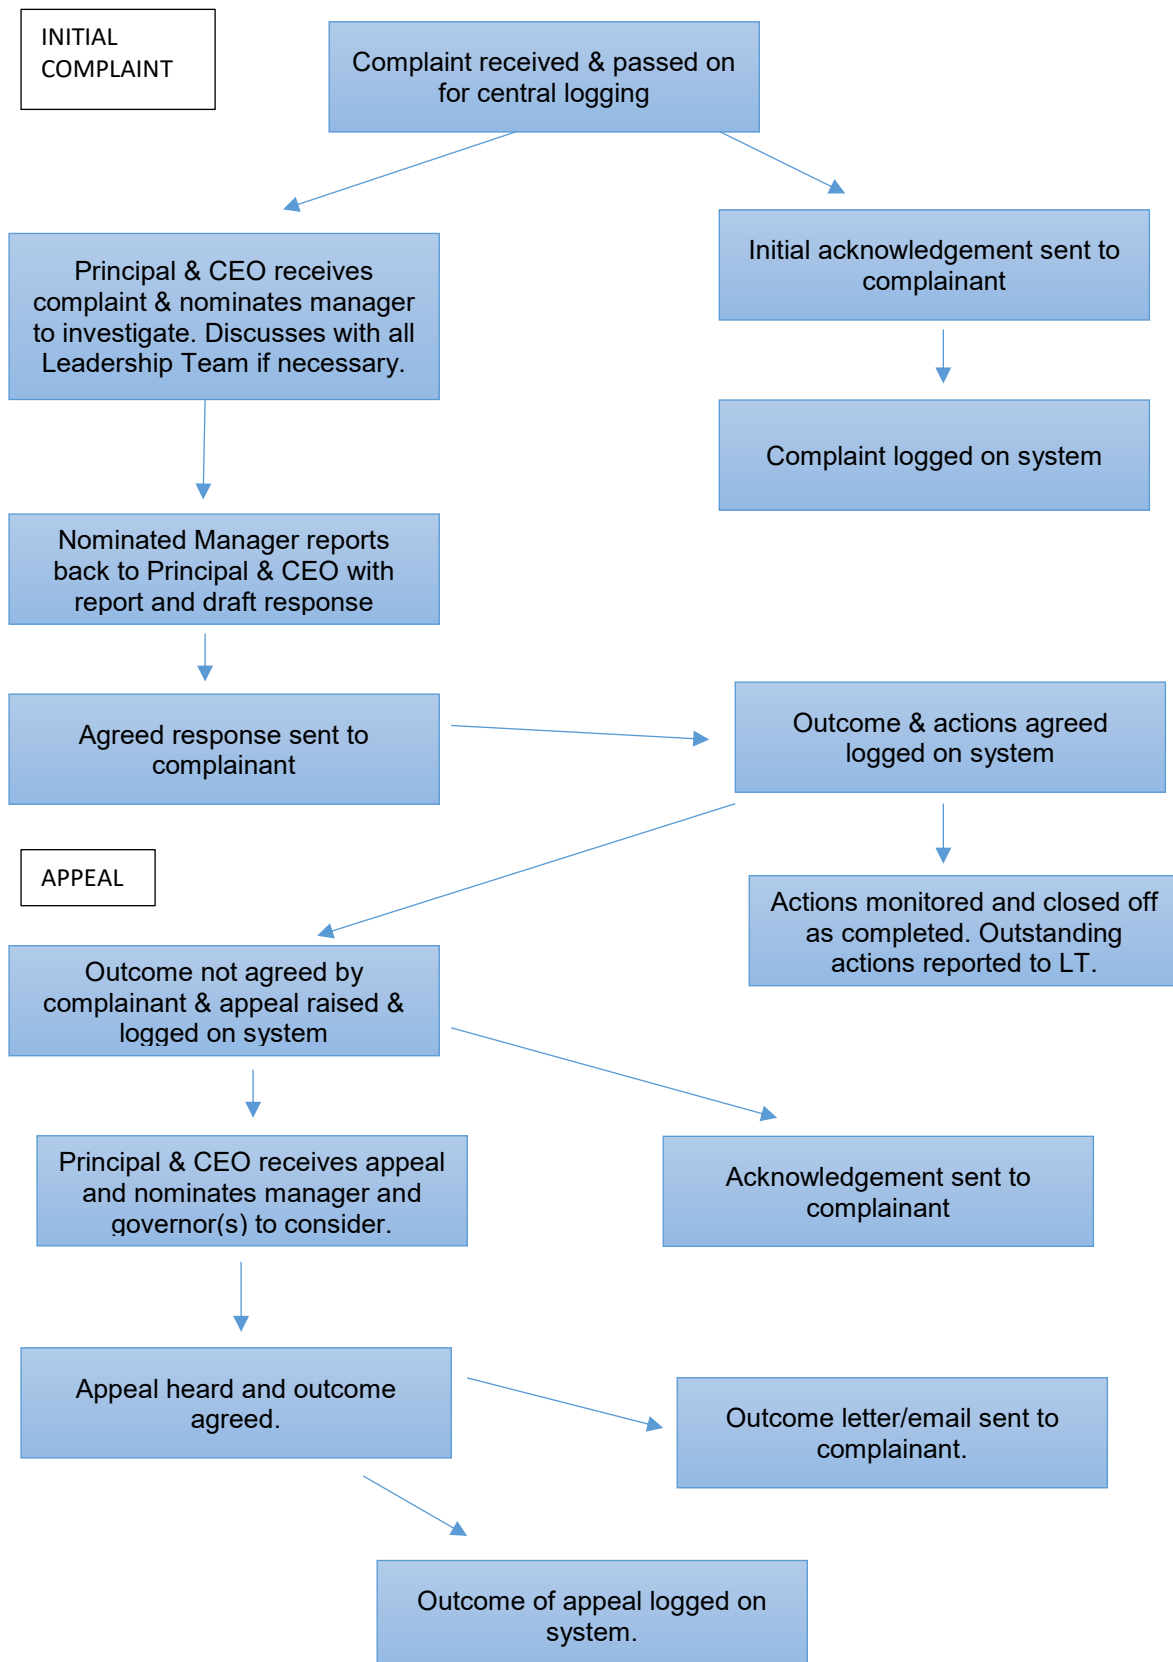 INITIAL
COMPLAINT
Complaint received & passed on
for central logging
Principal & CEO receives
complaint & nominates manager
to investigate. Discusses with all
Leadership Team if necessary.
Initial acknowledgement sent to
complainant
Complaint logged on system
Nominated Manager reports
back to Principal & CEO with
report and draft response
Agreed response sent to
complainant
Outcome & actions agreed
logged on system
APPEAL
Actions monitored and closed off
as completed. Outstanding
actions reported to LT.
Outcome not agreed by
complainant & appeal raised &
logged on system
Principal & CEO receives appeal
and nominates manager and
governor(s) to consider.
Acknowledgement sent to
complainant
Appeal heard and outcome
agreed.
Outcome letter/email sent to
complainant.
Outcome of appeal logged on
system.